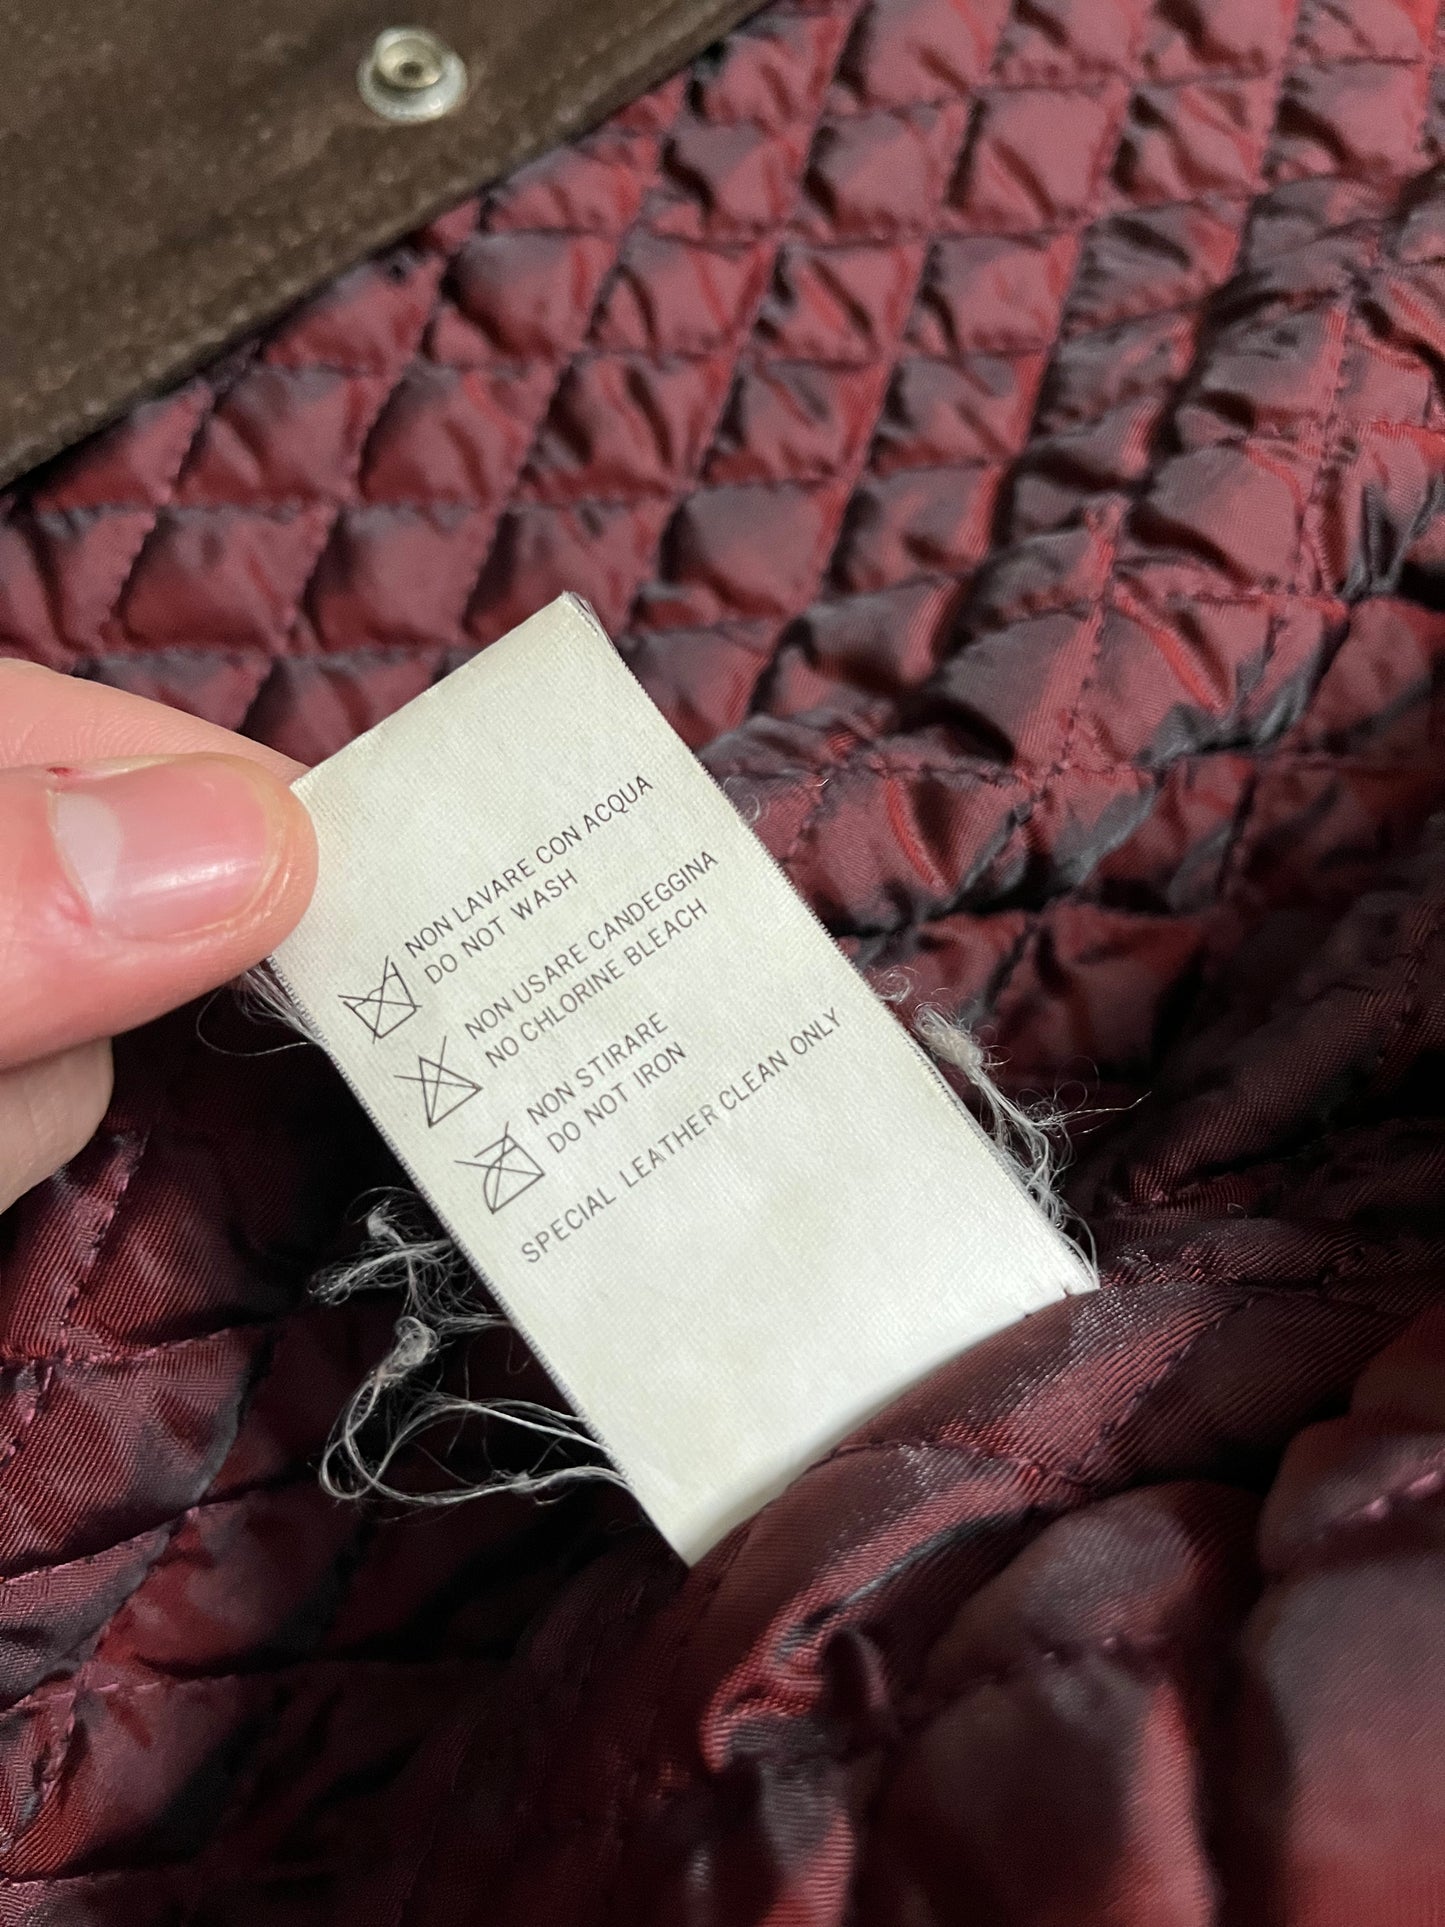 NON LAVARE CON ACQUA
DO NOT WASH
NON USARE CANDEGGINA
NO CHLORINE BLEACH
NON STIRARE
DO NOT IRON
SPECIAL LEATHER CLEAN ONLY